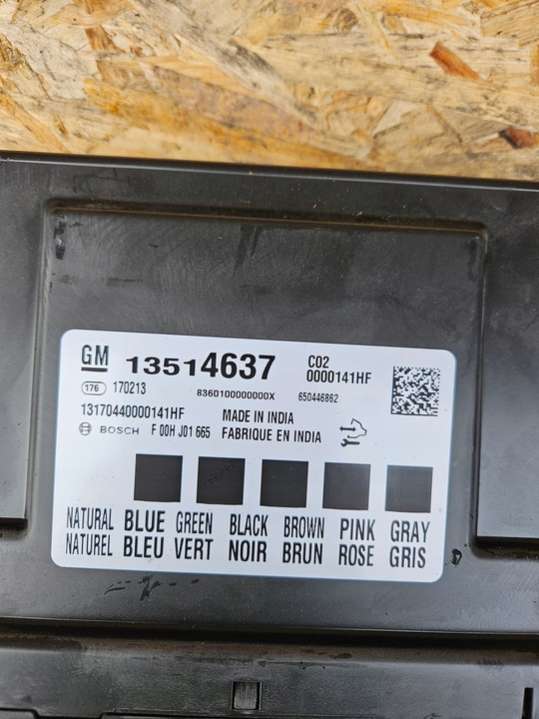 GM 13514637 C02
0000141HF
176 170213 8360100000000X 650446862
13170440000141HF MADE IN INDIA
BOSCH F 00H J01 665 FABRIQUE EN INDIA
NATURAL BLUE GREEN BLACK BROWN PINK GRAY
NATUREL BLEU VERT NOIR BRUN ROSE GRIS